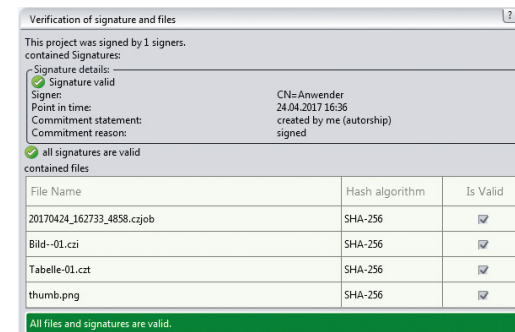 Verification of signature and files
?
This project was signed by 1 signers.
contained Signatures:
Signature details:
Signature valid
Signer: CN=Anwender
Point in time: 24.04.2017 16:36
Commitment statement: created by me (autorship)
Commitment reason: signed
all signatures are valid
contained files
File Name Hash algorithm Is Valid
20170424_162733_4858.czjob SHA-256
Bild--01.czi SHA-256
Tabelle-01.czt SHA-256
thumb.png SHA-256
All files and signatures are valid.